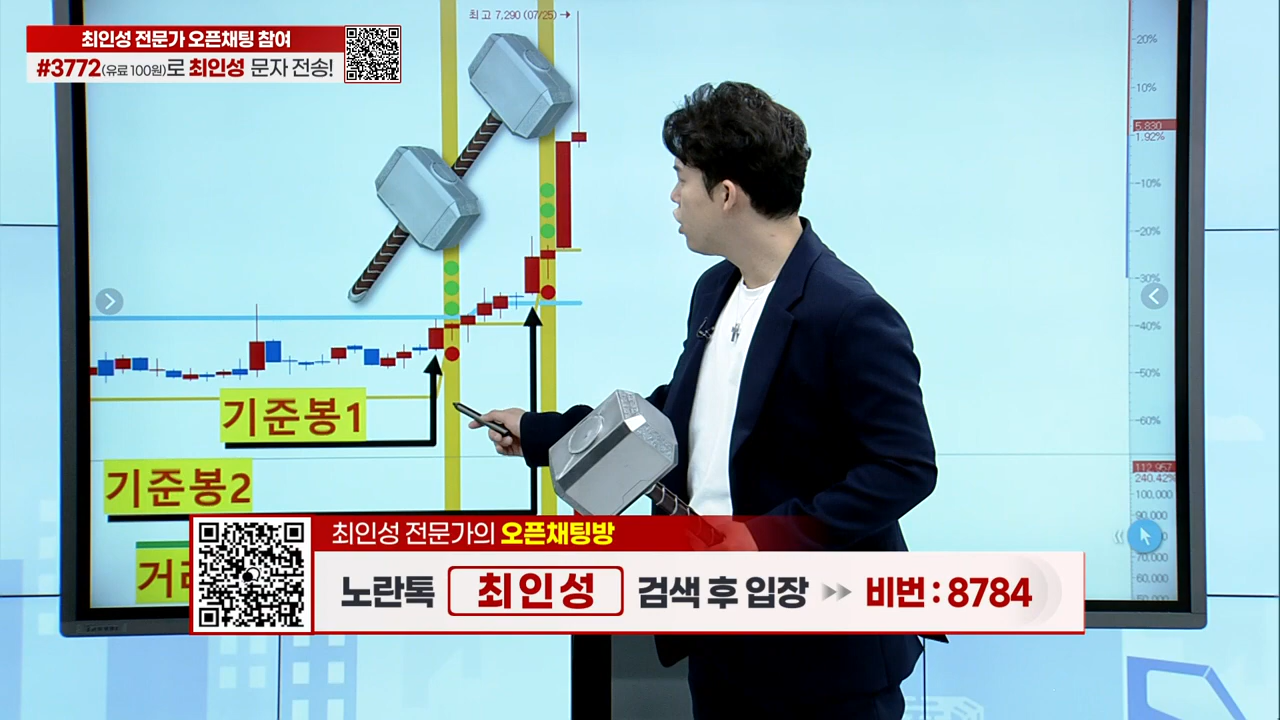 최고 7,290 (07/25) →
최인성 전문가 오픈채팅 참여
#3772(유료 100원)로 최인성 문자 전송!
20%
10%
5,830
1.92%
-10%
-20%
-30%
-40%
-50%
-60%
기준봉1
기준봉2
112,957
240.42%
100,000
90,000
70,000
60,000
최인성 전문가의 오픈채팅방
노란톡 최인성 검색 후 입장 비번 : 8784